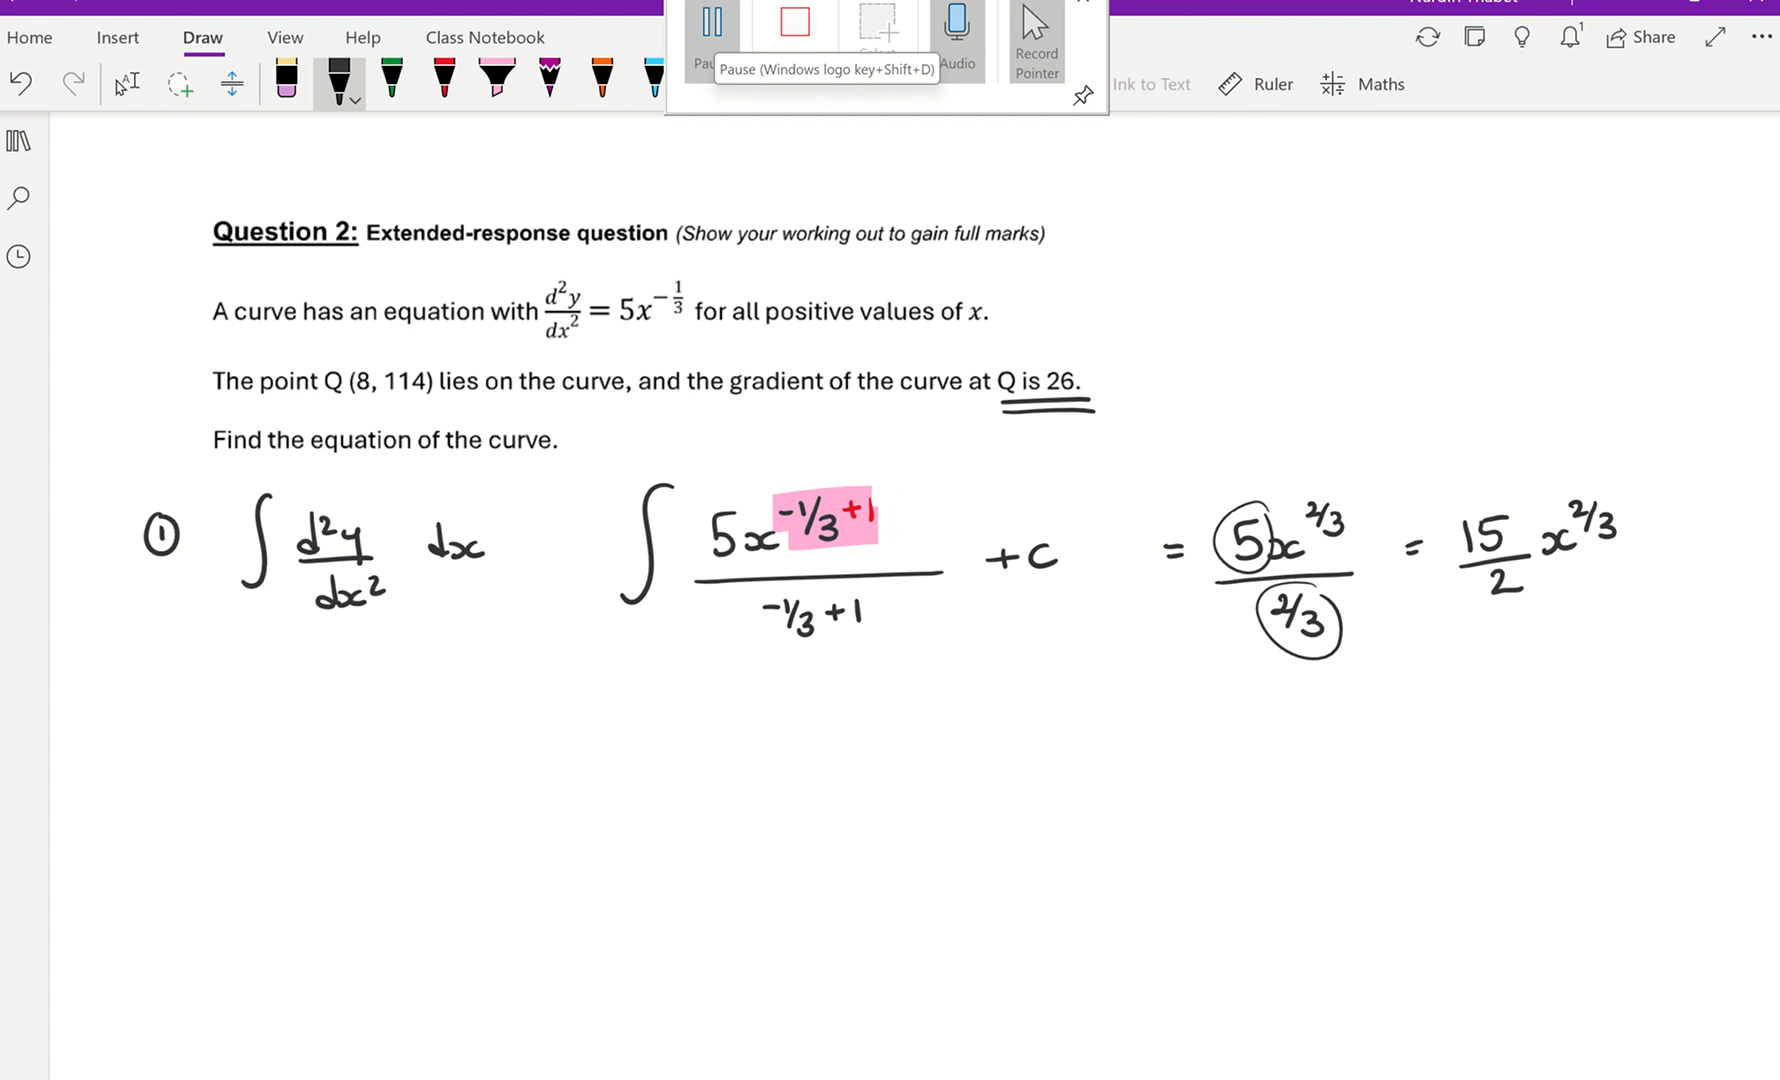 Home Insert Draw View Help Class Notebook Share
Pause (Windows logo key+Shift+D) Audio Record Pointer
Ink to Text Ruler Maths
Question 2: Extended-response question (Show your working out to gain full marks)
A curve has an equation with d²y/dx² = 5x^(-1/3) for all positive values of x.
The point Q (8, 114) lies on the curve, and the gradient of the curve at Q is 26.
Find the equation of the curve.
① ∫ d²y/dx² dx ∫ 5x^(-1/3+1)/(-1/3+1) +c = 5x^(2/3)/(2/3) = 15/2 x^(2/3)